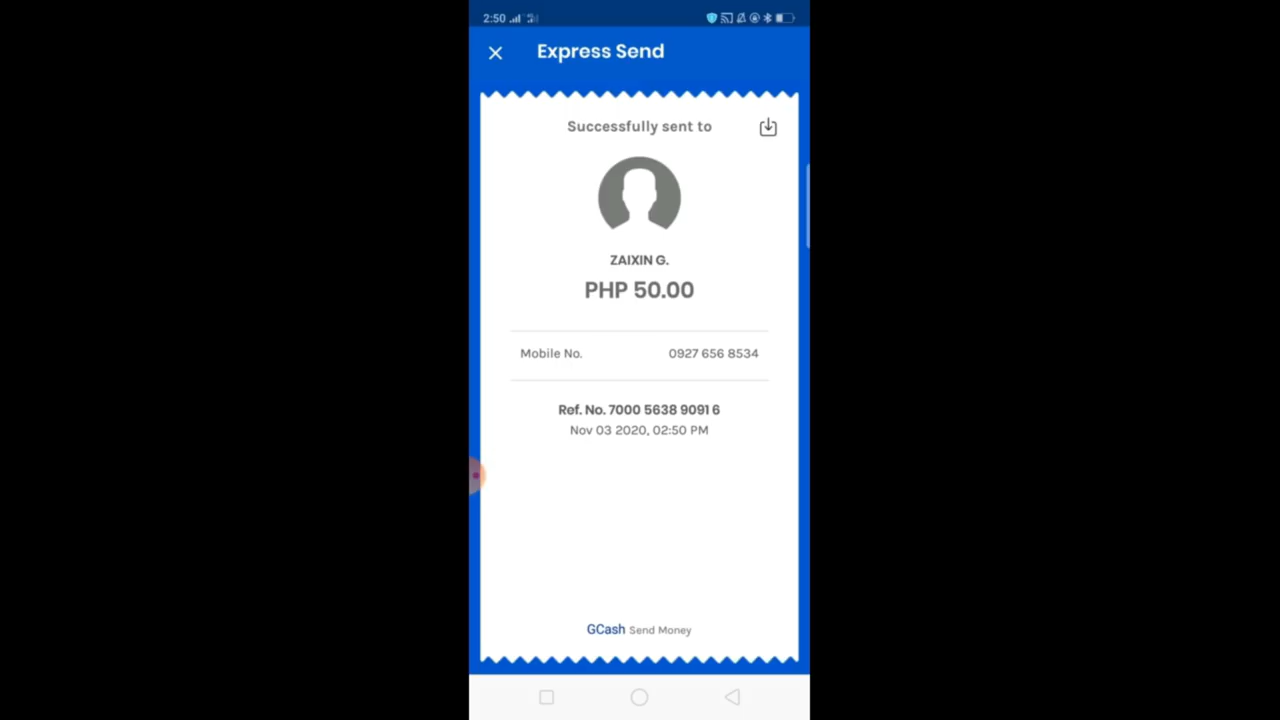 2:50
Express Send
Successfully sent to
ZAIXIN G.
PHP 50.00
Mobile No. 0927 656 8534
Ref. No. 7000 5638 9091 6
Nov 03 2020, 02:50 PM
GCash Send Money